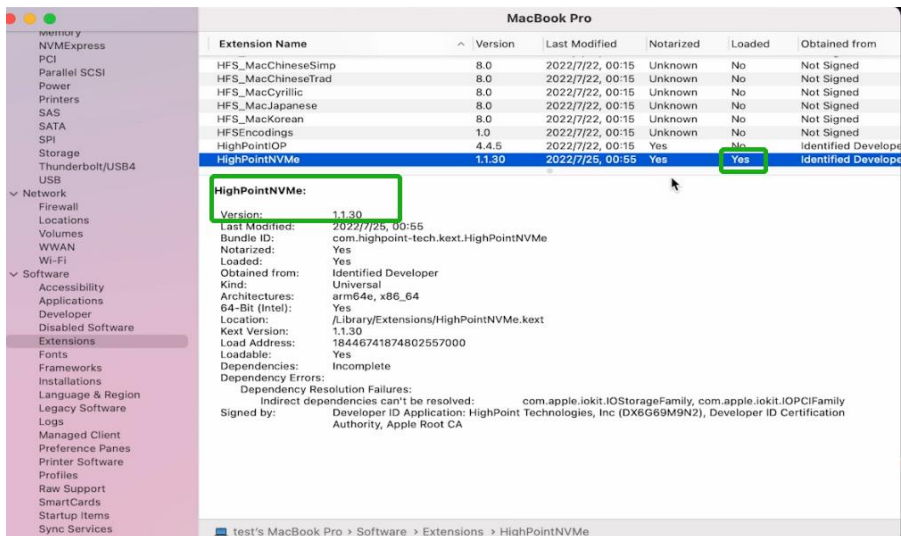 MacBook Pro
Memory
NVMExpress
PCI
Parallel SCSI
Power
Printers
SAS
SATA
SPI
Storage
Thunderbolt/USB4
USB
Network
Firewall
Locations
Volumes
WWAN
Wi-Fi
Software
Accessibility
Applications
Developer
Disabled Software
Extensions
Fonts
Frameworks
Installations
Language & Region
Legacy Software
Logs
Managed Client
Preference Panes
Printer Software
Profiles
Raw Support
SmartCards
Startup Items
Sync Services
Extension Name Version Last Modified Notarized Loaded Obtained from
HFS_MacChineseSimp 8.0 2022/7/22, 00:15 Unknown No Not Signed
HFS_MacChineseTrad 8.0 2022/7/22, 00:15 Unknown No Not Signed
HFS_MacCyrillic 8.0 2022/7/22, 00:15 Unknown No Not Signed
HFS_MacJapanese 8.0 2022/7/22, 00:15 Unknown No Not Signed
HFS_MacKorean 8.0 2022/7/22, 00:15 Unknown No Not Signed
HFSEncodings 1.0 2022/7/22, 00:15 Unknown No Not Signed
HighPointIOP 4.4.5 2022/7/22, 00:15 Yes No Identified Develope
HighPointNVMe 1.1.30 2022/7/25, 00:55 Yes Yes Identified Develope
HighPointNVMe:
Version: 1.1.30
Last Modified: 2022/7/25, 00:55
Bundle ID: com.highpoint-tech.kext.HighPointNVMe
Notarized: Yes
Loaded: Yes
Obtained from: Identified Developer
Kind: Universal
Architectures: arm64e, x86_64
64-Bit (Intel): Yes
Location: /Library/Extensions/HighPointNVMe.kext
Kext Version: 1.1.30
Load Address: 18446741874802557000
Loadable: Yes
Dependencies: Incomplete
Dependency Errors:
Dependency Resolution Failures:
Indirect dependencies can't be resolved: com.apple.iokit.IOStorageFamily, com.apple.iokit.IOPCIFamily
Signed by: Developer ID Application: HighPoint Technologies, Inc (DX6G69M9N2), Developer ID Certification
Authority, Apple Root CA
test's MacBook Pro › Software › Extensions › HighPointNVMe